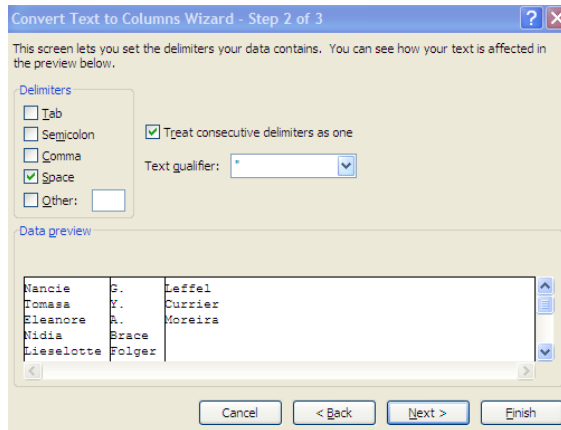 Convert Text to Columns Wizard - Step 2 of 3
This screen lets you set the delimiters your data contains. You can see how your text is affected in
the preview below.
Delimiters
Tab
Semicolon
Comma
Space
Other:
Treat consecutive delimiters as one
Text qualifier: "
Data preview
Nancie G. Leffel
Tomasa Y. Currier
Eleanore A. Moreira
Nidia Brace
Lieselotte Folger
Cancel < Back Next > Finish